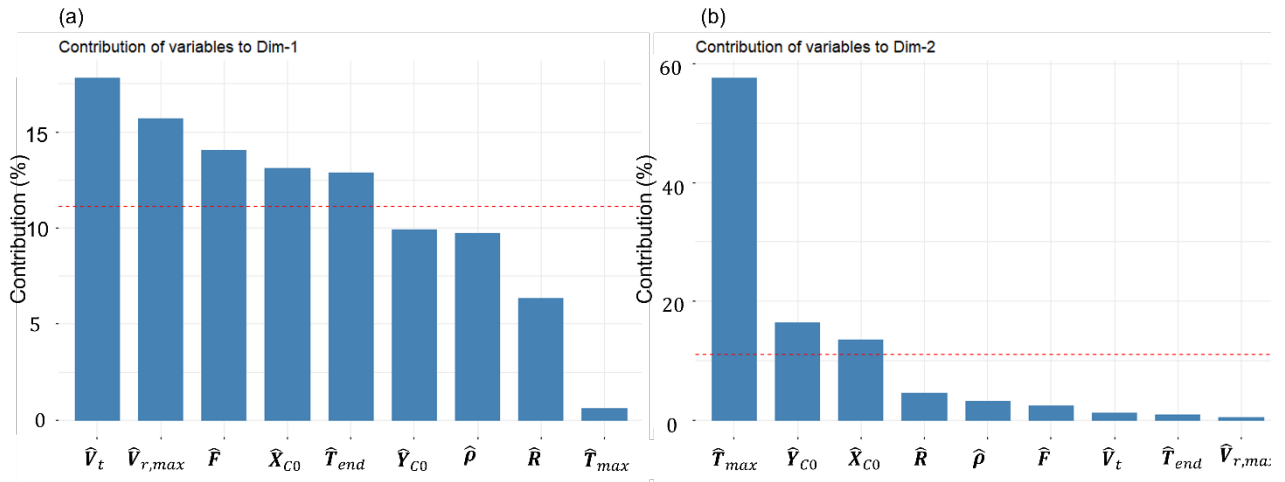 (a)
Contribution of variables to Dim-1
Contribution (%)
15
10
5
0
V̂t V̂r,max F̂ X̂C0 T̂end ŶC0 ρ̂ R̂ T̂max
(b)
Contribution of variables to Dim-2
Contribution (%)
60
40
20
0
T̂max ŶC0 X̂C0 R̂ ρ̂ F̂ V̂t T̂end V̂r,max